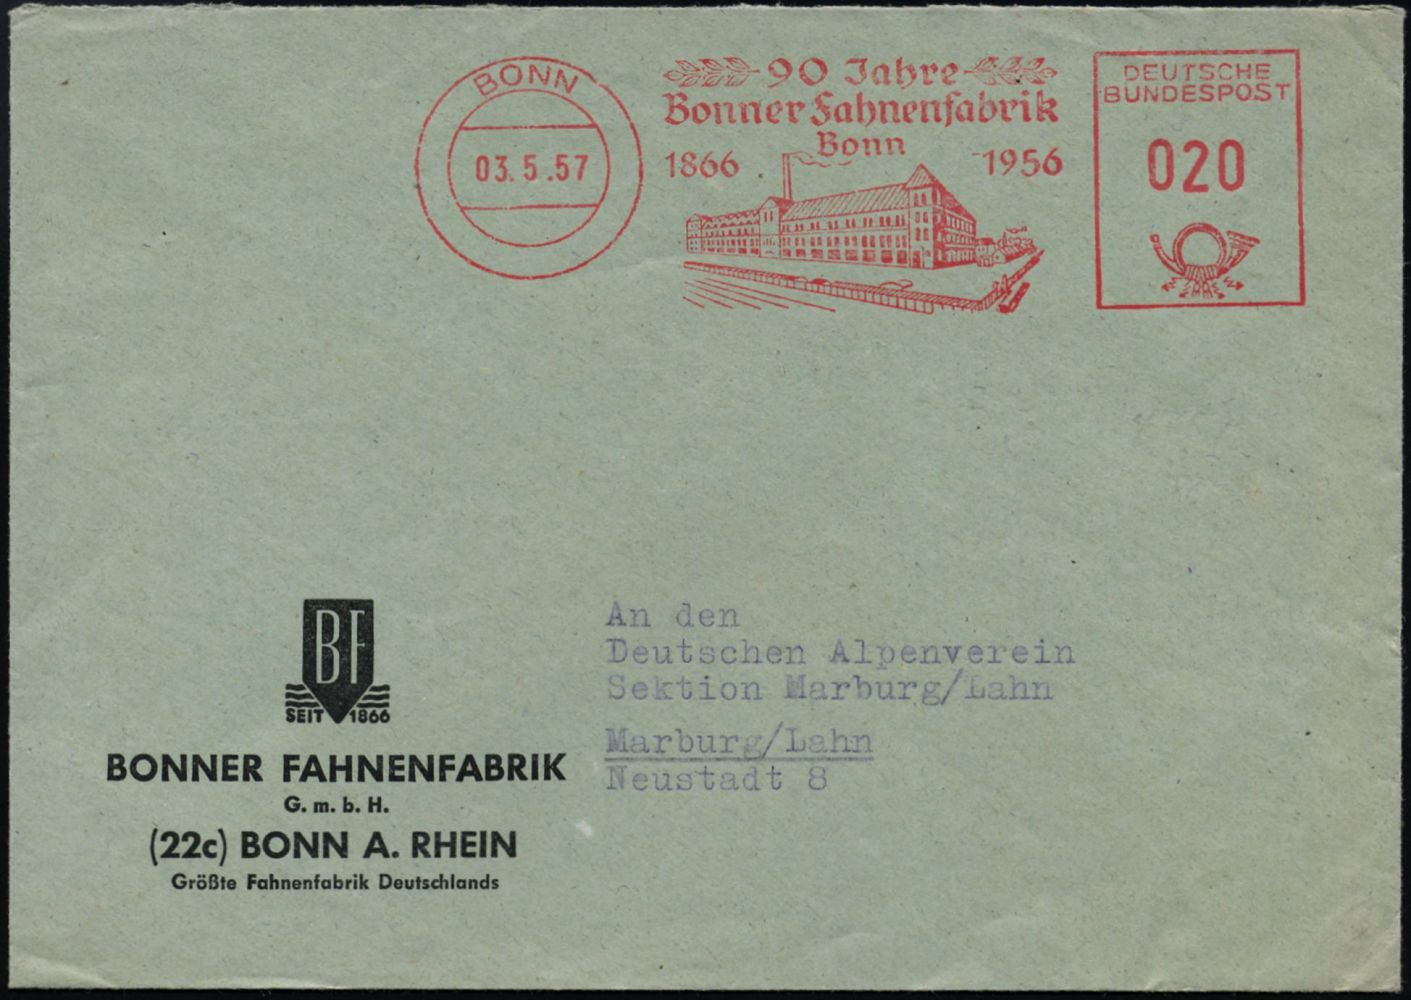 BONN
03.5.57
90 Jahre
Bonner Fahnenfabrik
Bonn
1866 1956
DEUTSCHE
BUNDESPOST
020
BF
SEIT 1866
BONNER FAHNENFABRIK
G. m. b. H.
(22c) BONN A. RHEIN
Größte Fahnenfabrik Deutschlands
An den
Deutschen Alpenverein
Sektion Marburg/Lahn
Marburg/Lahn
Neustadt 8